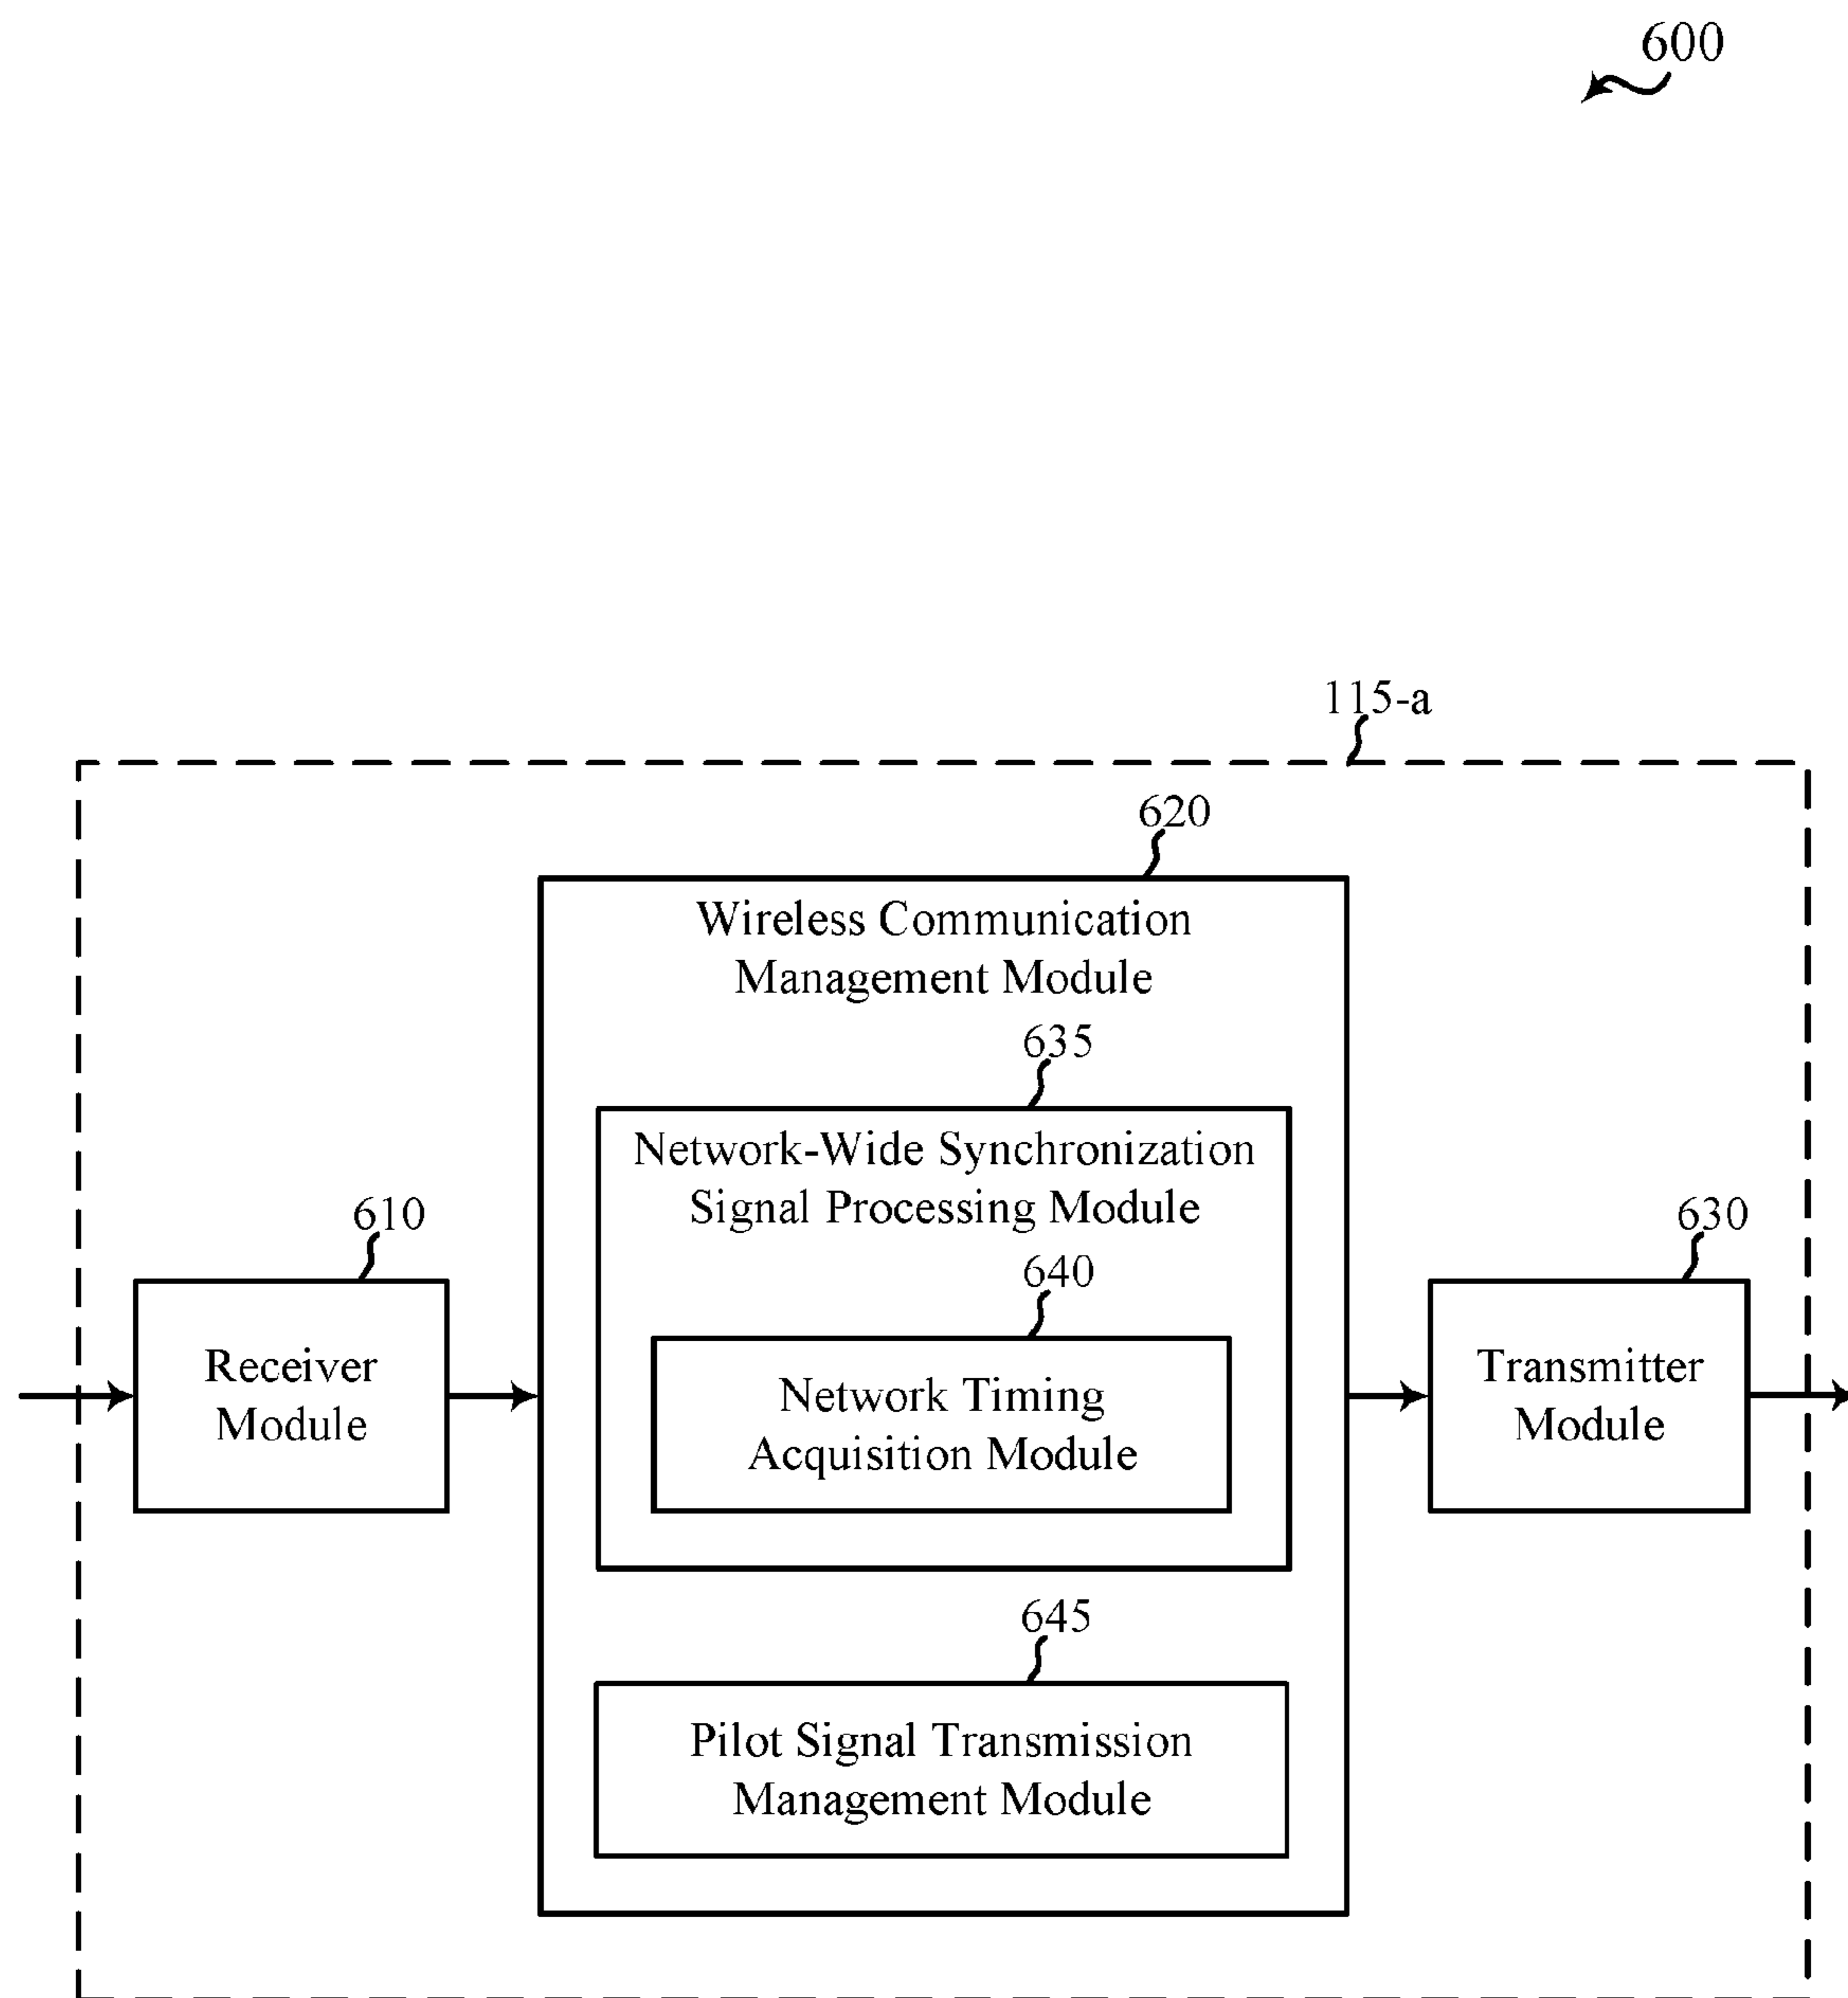 600
115-a
620
Wireless Communication
Management Module
635
Network-Wide Synchronization
Signal Processing Module
610
630
640
Receiver
Module
Network Timing
Acquisition Module
Transmitter
Module
645
Pilot Signal Transmission
Management Module